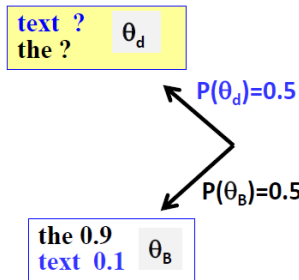 text ?
the ?
θd
P(θd)=0.5
P(θB)=0.5
the 0.9
text 0.1
θB